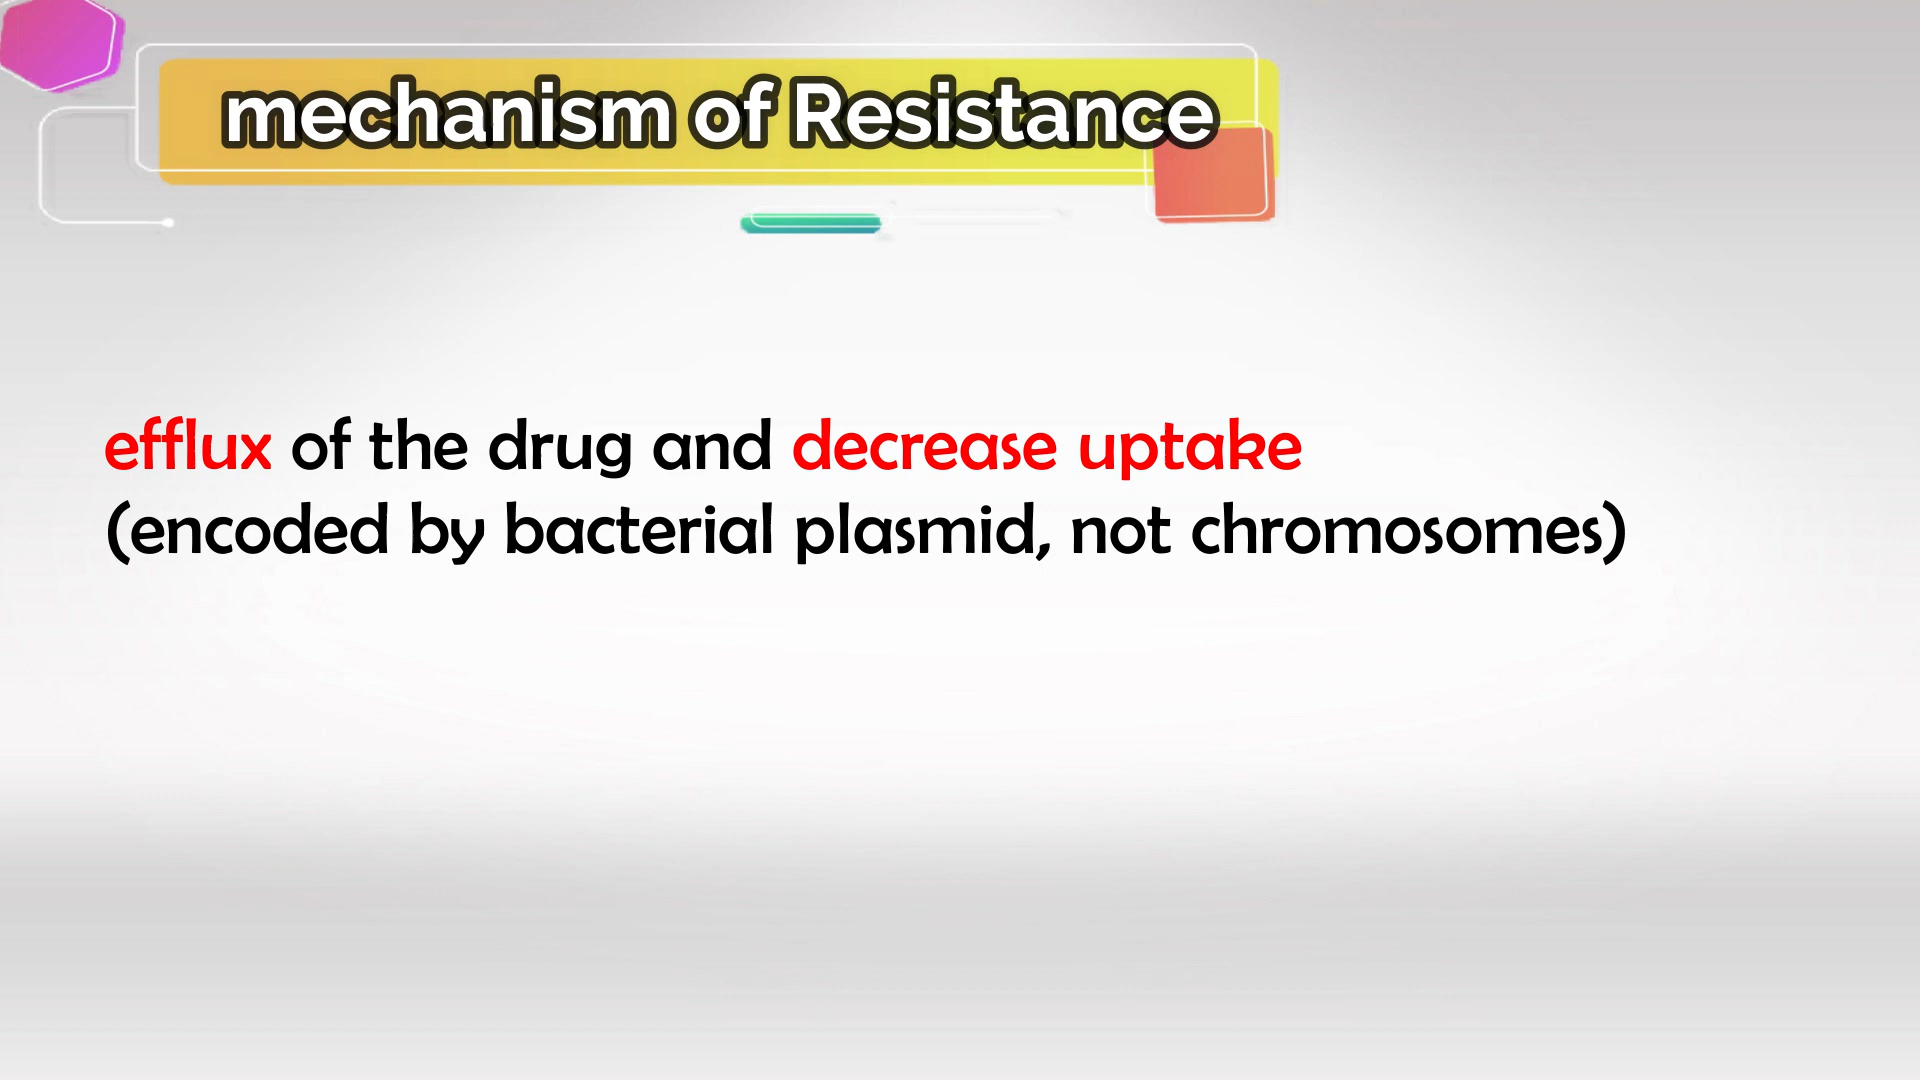 mechanism of Resistance
efflux of the drug and decrease uptake
(encoded by bacterial plasmid, not chromosomes)